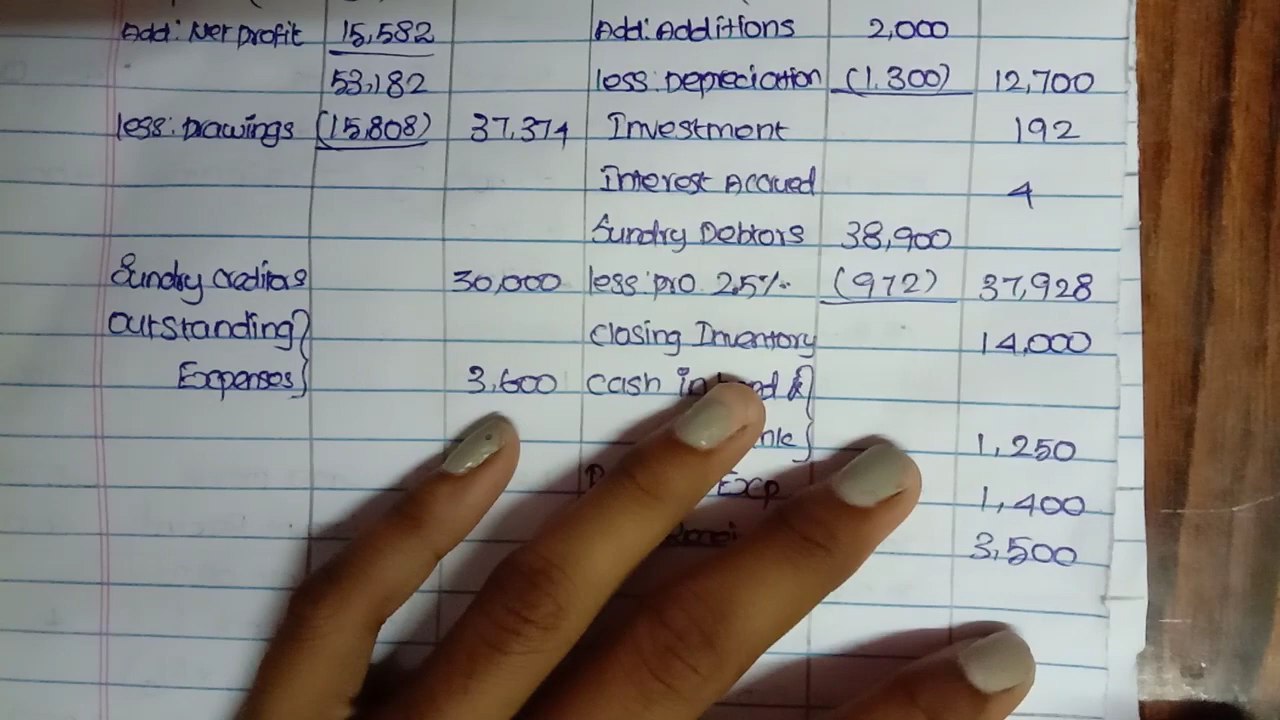 Add: Net profit 15,582 Add: Additions 2,000
53,182 less: Depreciation (1,300) 12,700
less: Drawings (15,808) 37,374 Investment 192
Interest Accrued 4
Sundry Debtors 38,900
Sundry Creditors 30,000 less: pro 2.5% (972) 37,928
Outstanding Closing Inventory 14,000
Expenses 3,600 Cash &
1,250
Exp 1,400
3,500